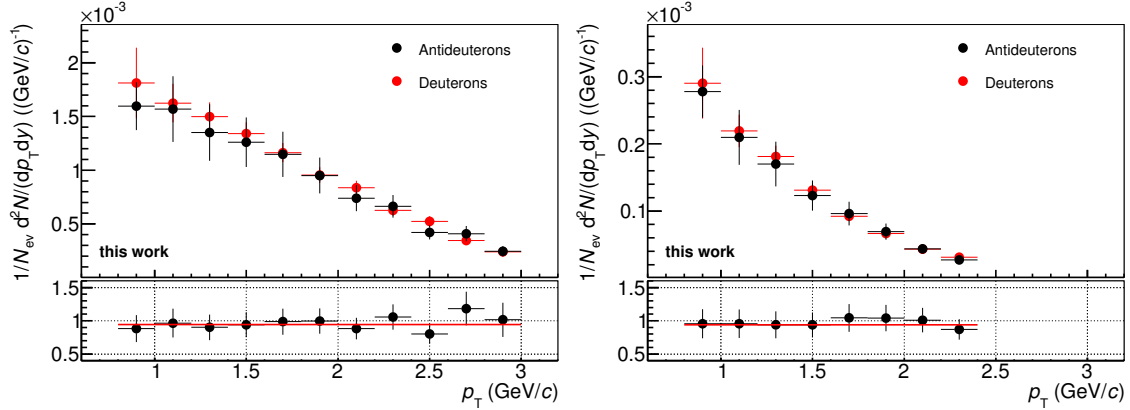 ×10⁻³
1/N_ev d²N/(dp_T dy) ((GeV/c)⁻¹)
2
1.5
1
0.5
Antideuterons
Deuterons
this work
1.5
1
0.5
1 1.5 2 2.5 3
p_T (GeV/c)
×10⁻³
1/N_ev d²N/(dp_T dy) ((GeV/c)⁻¹)
0.3
0.2
0.1
Antideuterons
Deuterons
this work
1.5
1
0.5
1 1.5 2 2.5 3
p_T (GeV/c)